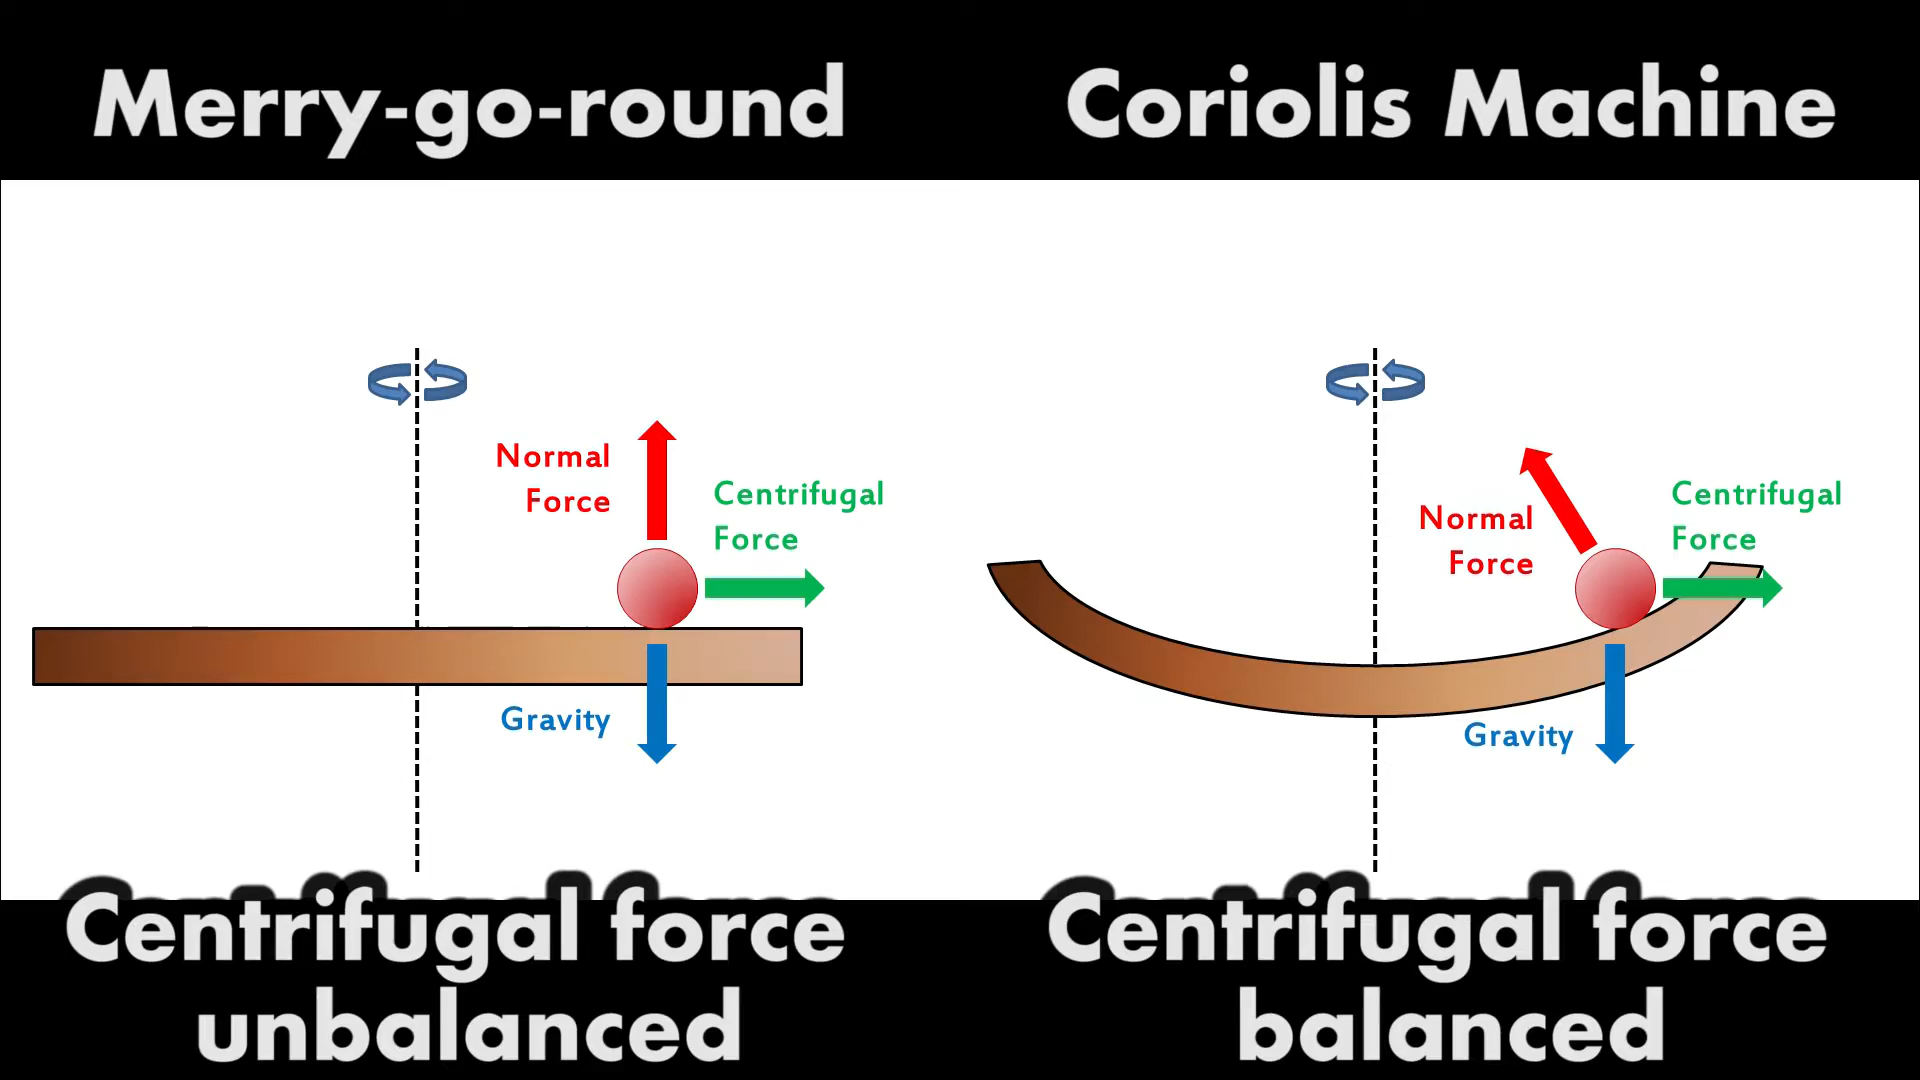 Merry-go-round
Coriolis Machine
Normal
Force
Centrifugal
Force
Gravity
Normal
Force
Centrifugal
Force
Gravity
Centrifugal force
unbalanced
Centrifugal force
balanced